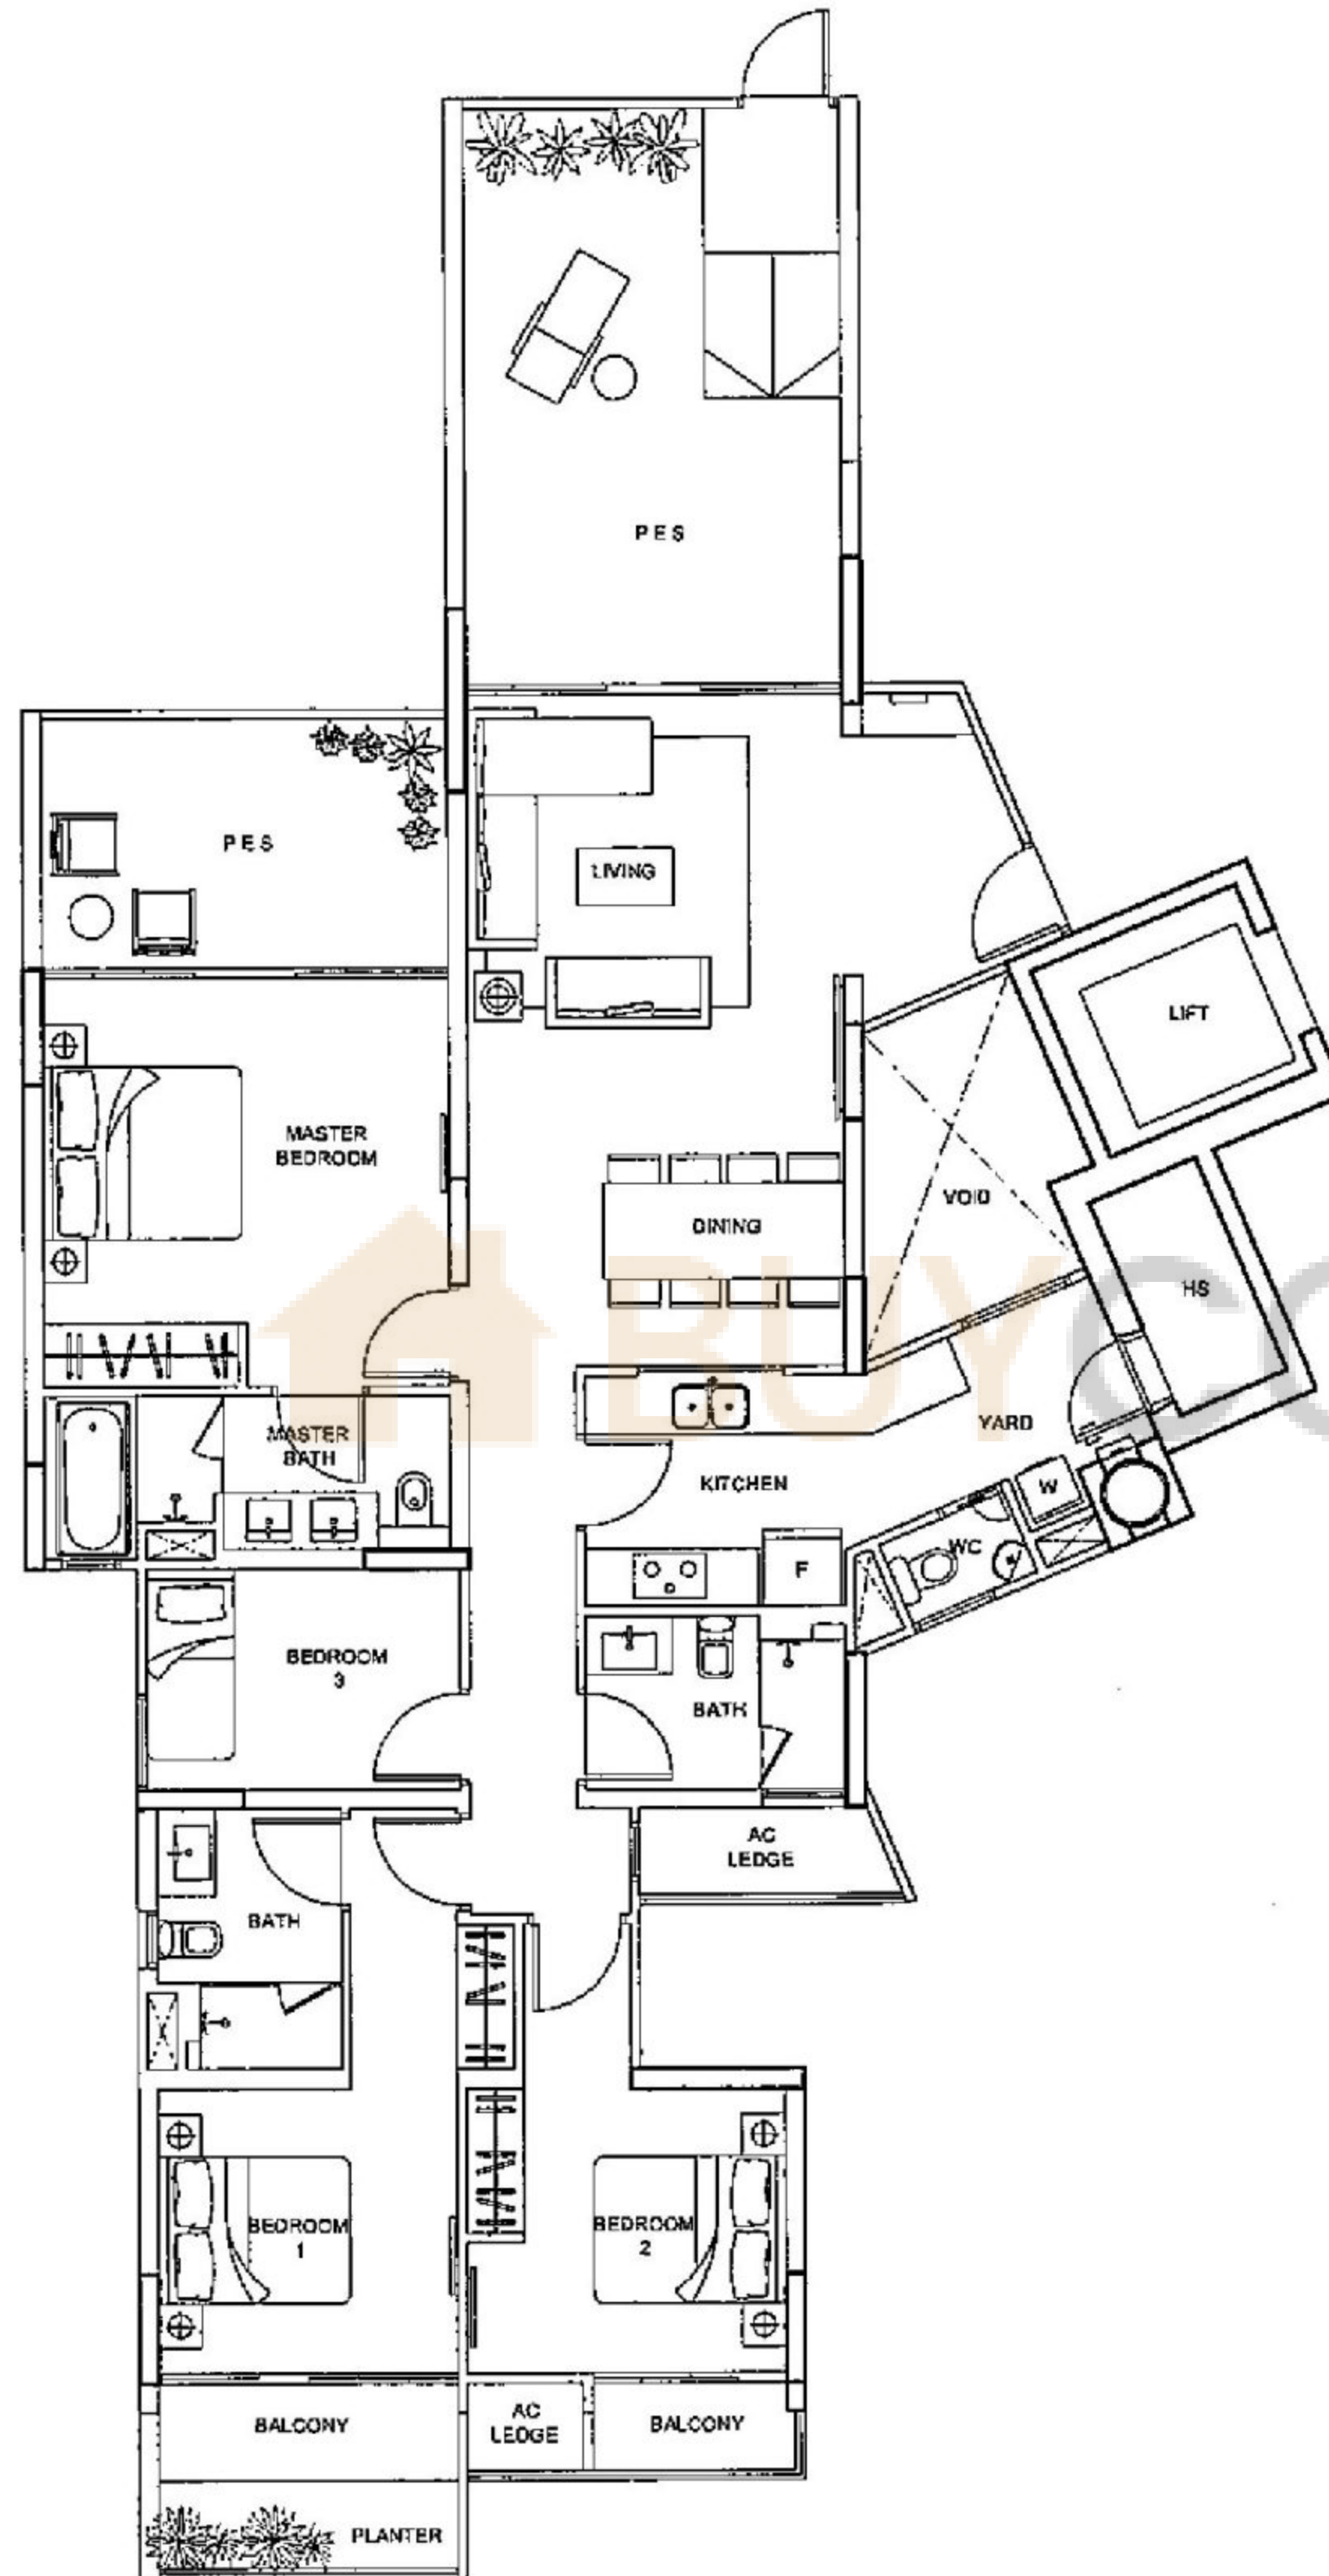 PES
PES
LIVING
LIFT
MASTER
BEDROOM
VOID
DINING
HS
BUYCO
MASTER
BATH
YARD
KITCHEN
W
WC
F
BEDROOM
3
BATH
AC
LEDGE
BATH
BEDROOM
1
BEDROOM
2
BALCONY
AC
LEDGE
BALCONY
PLANTER